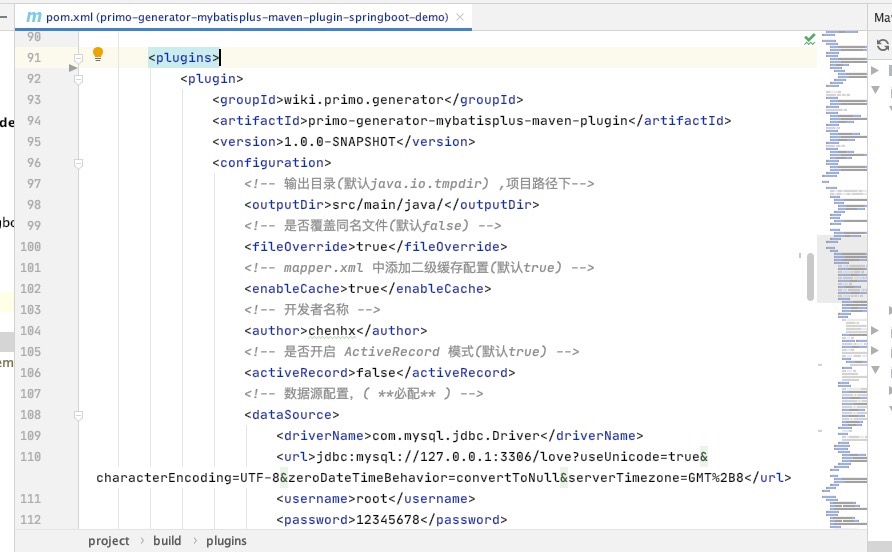 pom.xml (primo-generator-mybatisplus-maven-plugin-springboot-demo)
Ma
90
91 <plugins>
92 <plugin>
93 <groupId>wiki.primo.generator</groupId>
94 <artifactId>primo-generator-mybatisplus-maven-plugin</artifactId>
95 <version>1.0.0-SNAPSHOT</version>
96 <configuration>
97 <!-- 输出目录(默认java.io.tmpdir) ,项目路径下-->
98 <outputDir>src/main/java/</outputDir>
99 <!-- 是否覆盖同名文件(默认false) -->
100 <fileOverride>true</fileOverride>
101 <!-- mapper.xml 中添加二级缓存配置(默认true) -->
102 <enableCache>true</enableCache>
103 <!-- 开发者名称 -->
104 <author>chenhx</author>
105 <!-- 是否开启 ActiveRecord 模式(默认true) -->
106 <activeRecord>false</activeRecord>
107 <!-- 数据源配置，( **必配** ) -->
108 <dataSource>
109 <driverName>com.mysql.jdbc.Driver</driverName>
110 <url>jdbc:mysql://127.0.0.1:3306/love?useUnicode=true&
characterEncoding=UTF-8&zeroDateTimeBehavior=convertToNull&serverTimezone=GMT%2B8</url>
111 <username>root</username>
112 <password>12345678</password>
project › build › plugins